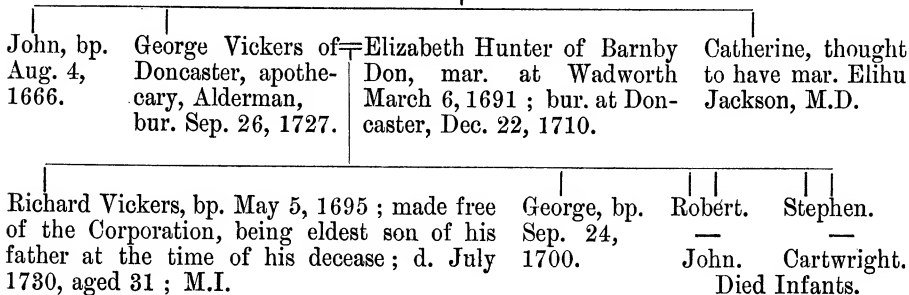 John, bp.
Aug. 4,
1666.
George Vickers of
Doncaster, apothe-
cary, Alderman,
bur. Sep. 26, 1727.
Elizabeth Hunter of Barnby
Don, mar. at Wadworth
March 6, 1691 ; bur. at Don-
caster, Dec. 22, 1710.
Catherine, thought
to have mar. Elihu
Jackson, M.D.
Richard Vickers, bp. May 5, 1695 ; made free
of the Corporation, being eldest son of his
father at the time of his decease ; d. July
1730, aged 31 ; M.I.
George, bp.
Sep. 24,
1700.
Robert.
—
John.
Stephen.
—
Cartwright.
Died Infants.